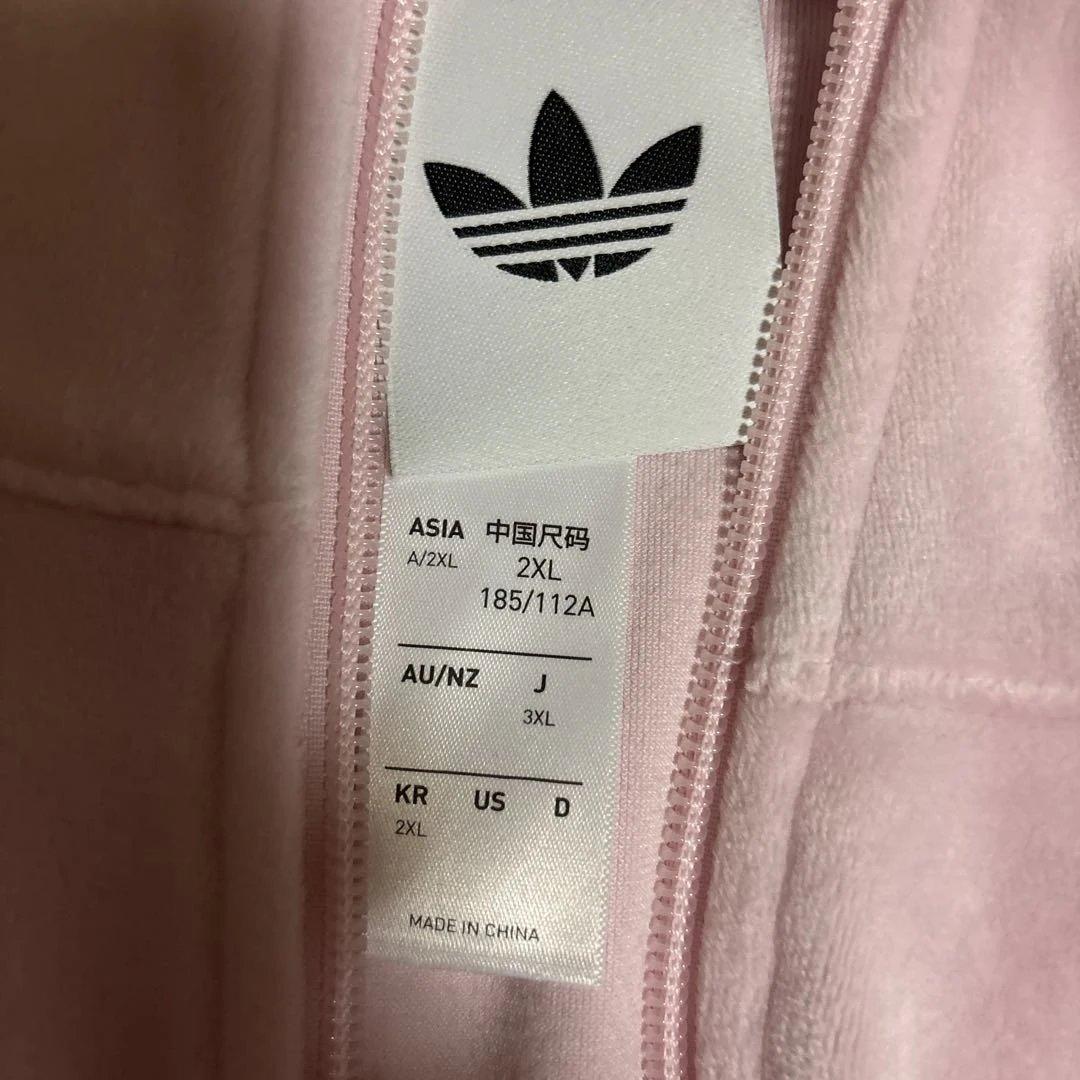 ASIA 中国尺码
A/2XL 2XL
185/112A
AU/NZ J
3XL
KR US D
2XL
MADE IN CHINA